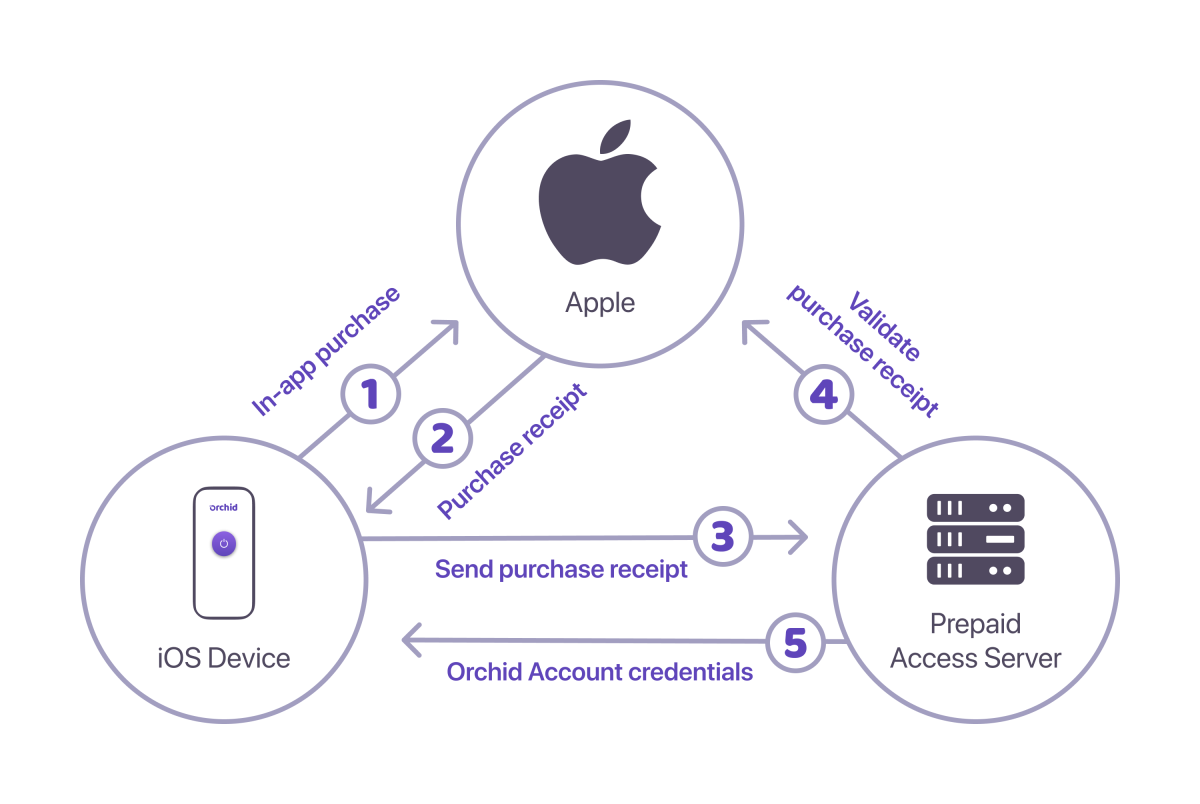 Apple
In-app purchase
1
2
Purchase receipt
Validate
purchase receipt
4
orchid
iOS Device
3
Send purchase receipt
5
Orchid Account credentials
Prepaid
Access Server